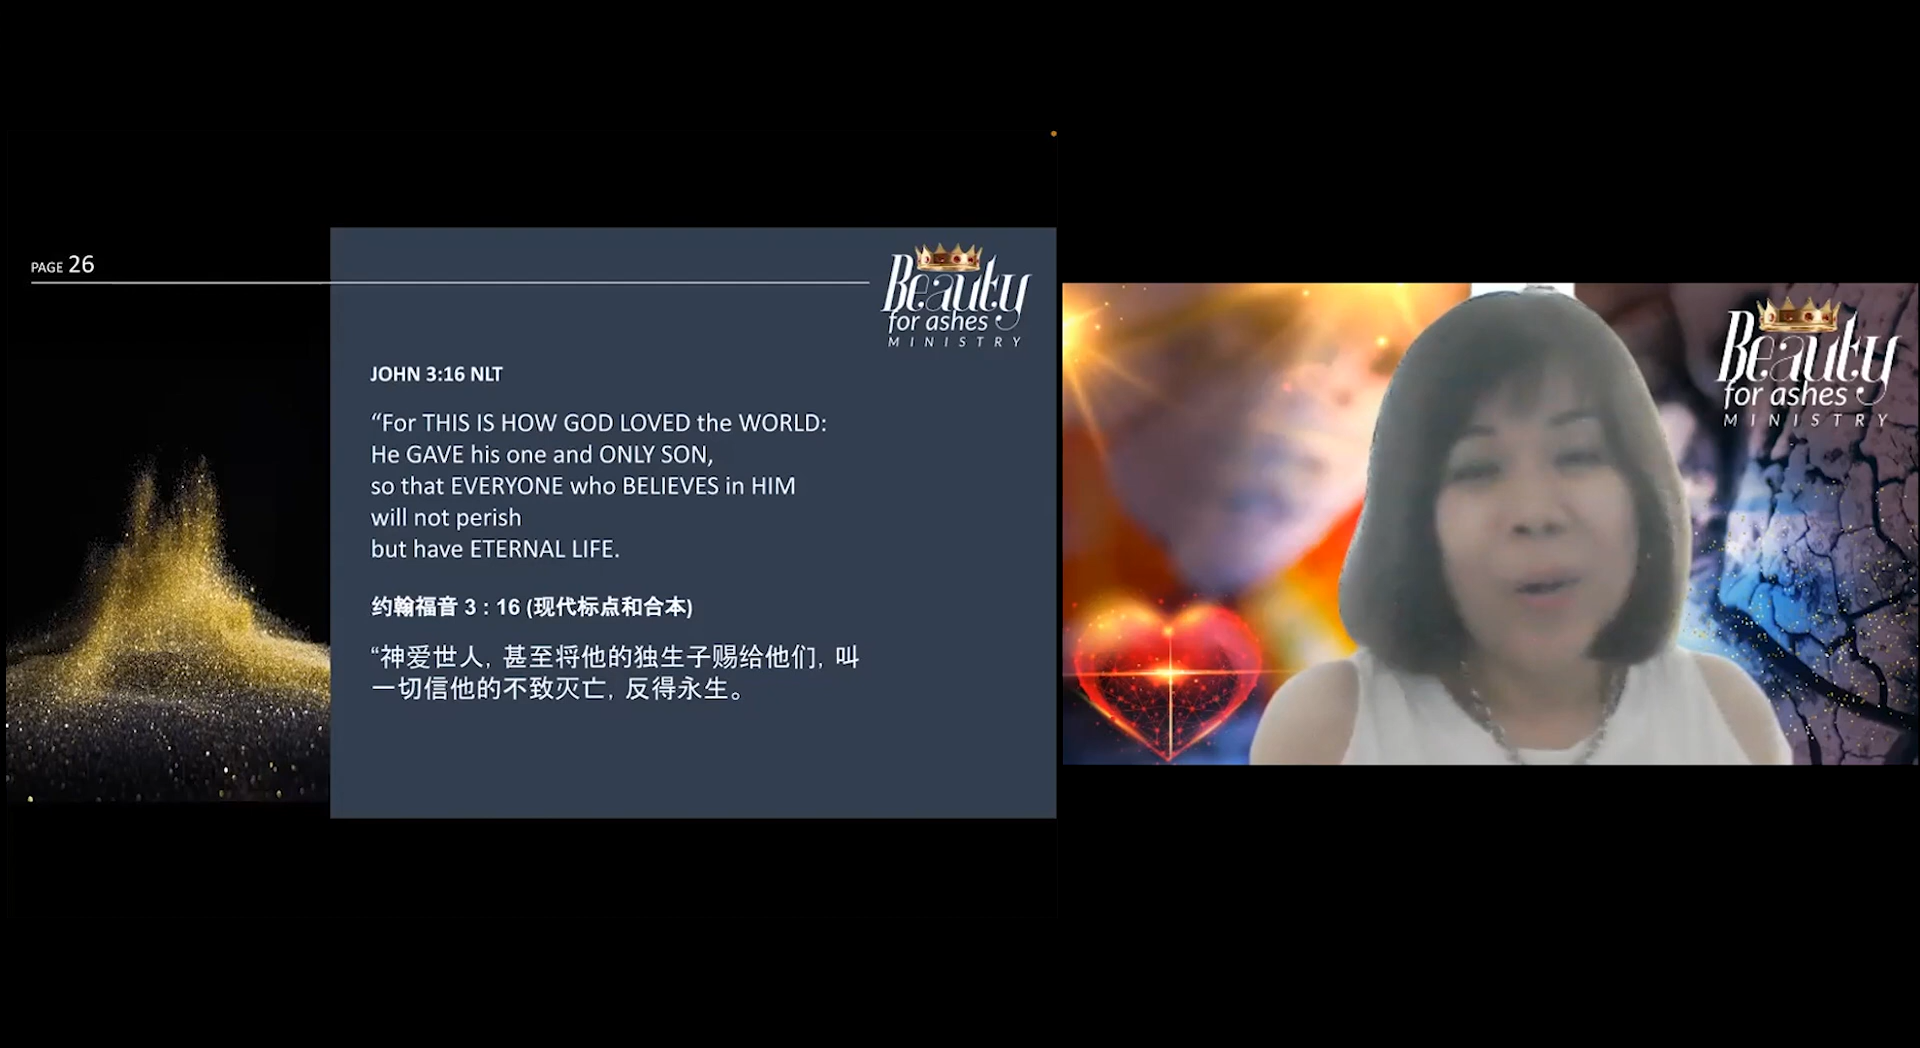 PAGE 26
Beauty
for ashes
MINISTRY
JOHN 3:16 NLT
“For THIS IS HOW GOD LOVED the WORLD:
He GAVE his one and ONLY SON,
so that EVERYONE who BELIEVES in HIM
will not perish
but have ETERNAL LIFE.
约翰福音 3 : 16 (现代标点和合本)
“神爱世人, 甚至将他的独生子赐给他们, 叫
一切信他的不致灭亡, 反得永生。
Beauty
for ashes
MINISTRY